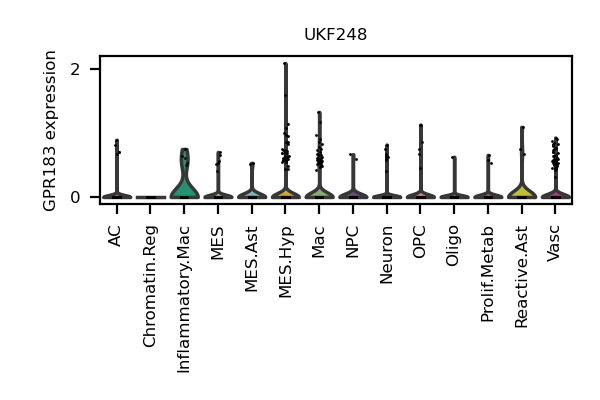 UKF248
GPR183 expression
2
0
AC
Chromatin.Reg
Inflammatory.Mac
MES
MES.Ast
MES.Hyp
Mac
NPC
Neuron
OPC
Oligo
Prolif.Metab
Reactive.Ast
Vasc